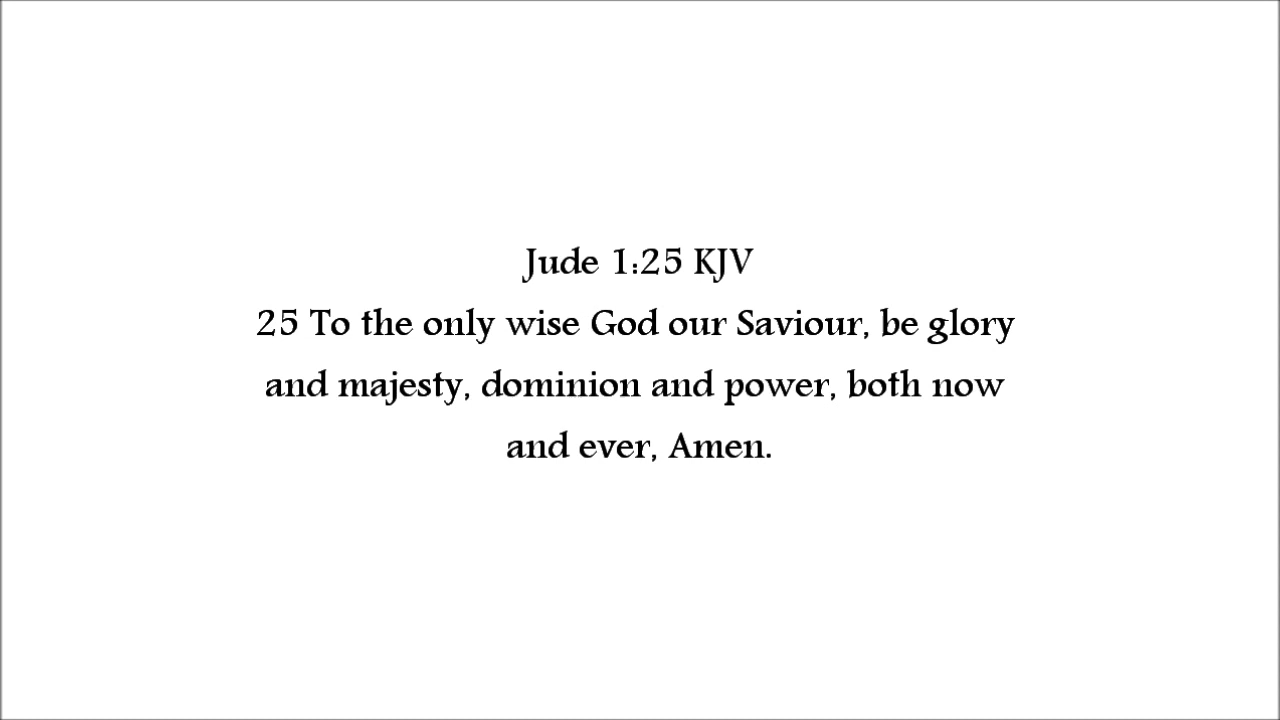 Jude 1:25 KJV
25 To the only wise God our Saviour, be glory
and majesty, dominion and power, both now
and ever, Amen.